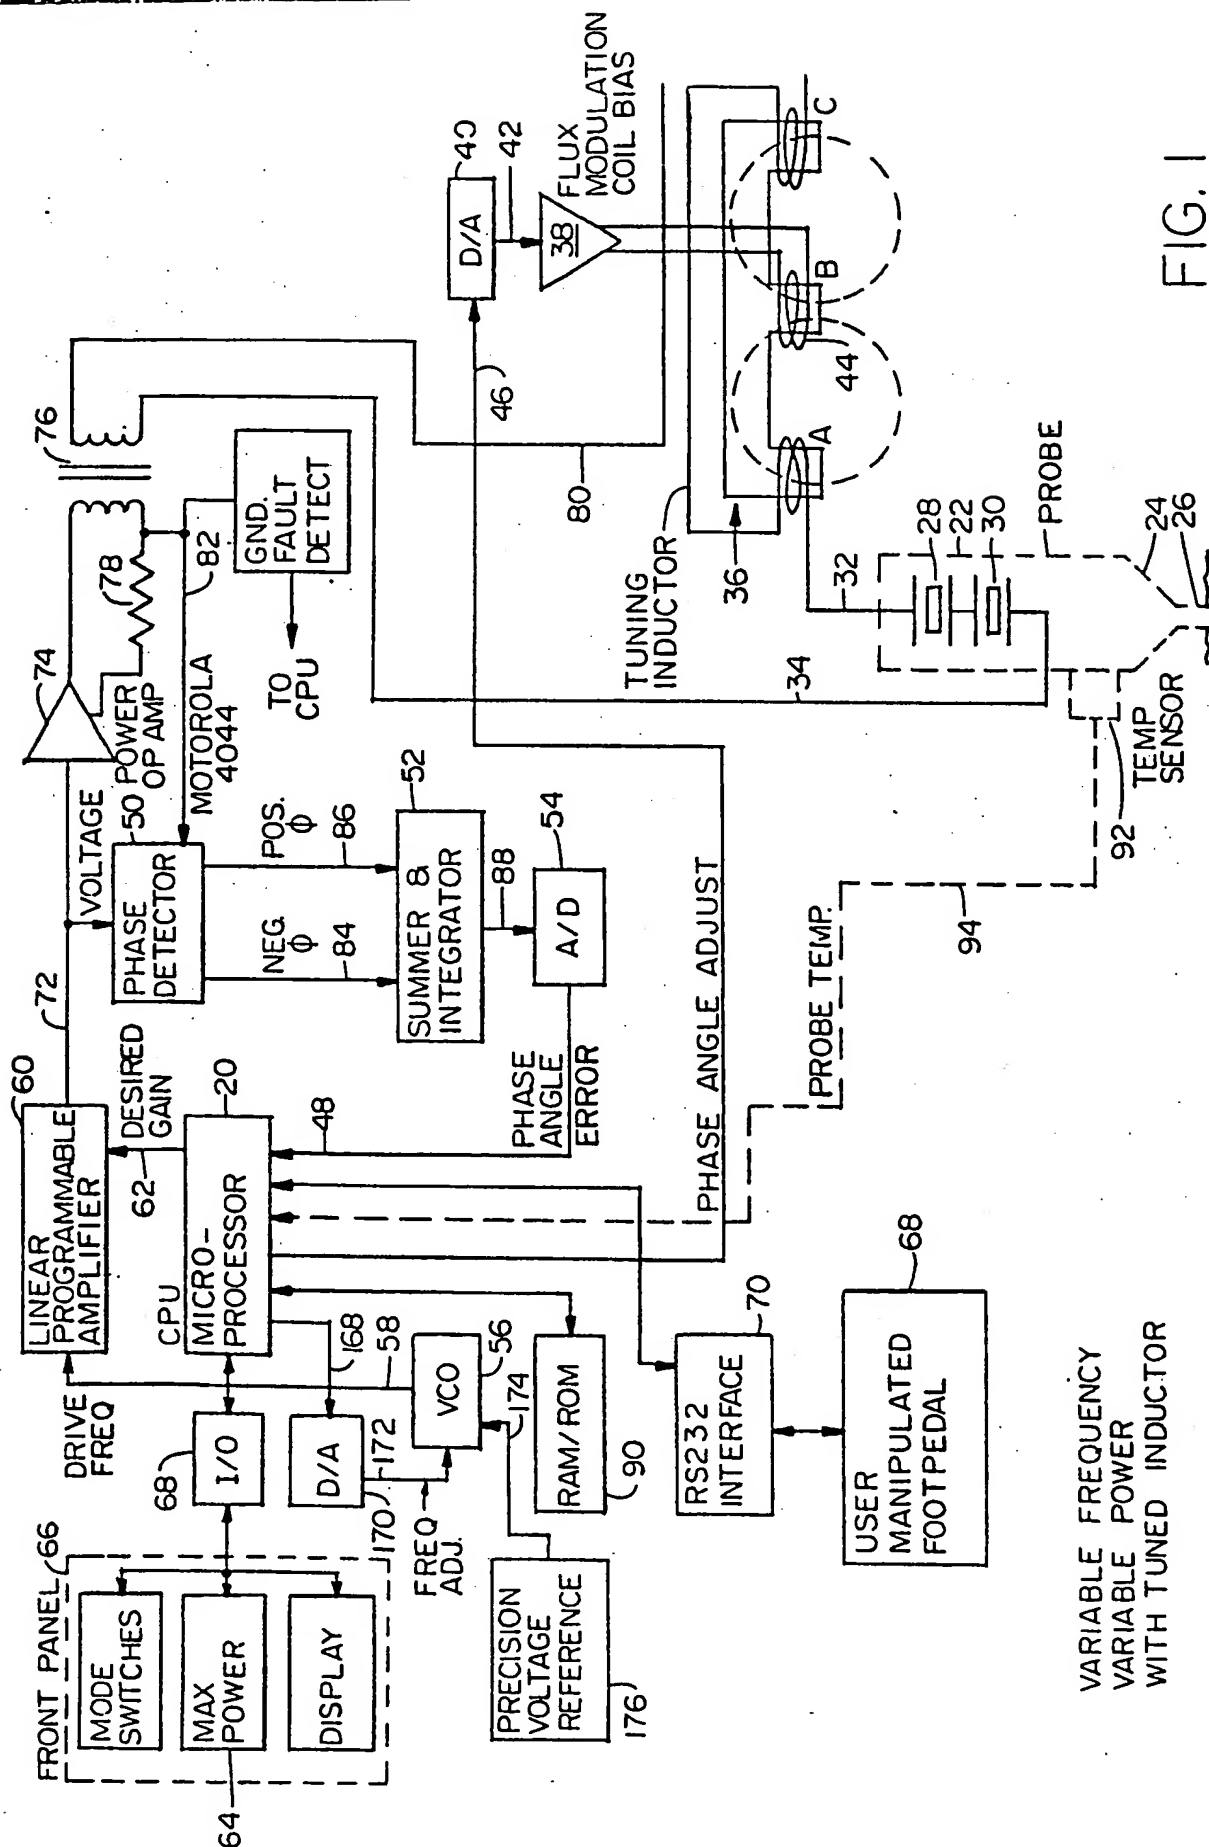 FRONT PANEL
66
MODE
SWITCHES
MAX
POWER
DISPLAY
64
68
I/O
DRIVE
FREQ
LINEAR
PROGRAMMABLE
AMPLIFIER
60
72
DESIRED
GAIN
62
CPU
MICRO-
PROCESSOR
20
168
58
D/A
172
170
FREQ
ADJ.
VCO
56
174
PRECISION
VOLTAGE
REFERENCE
176
RAM/ROM
90
RS232
INTERFACE
70
USER
MANIPULATED
FOOTPEDAL
68
VOLTAGE
50
PHASE
DETECTOR
POWER
OP AMP
74
78
76
MOTOROLA
4044
82
GND.
FAULT
DETECT
TO
CPU
NEG.
Φ
84
POS.
Φ
86
SUMMER &
INTEGRATOR
52
88
A/D
54
PHASE
ANGLE
ERROR
48
PHASE ANGLE ADJUST
PROBE TEMP.
94
46
80
D/A
40
42
38
FLUX
MODULATION
COIL BIAS
TUNING
INDUCTOR
36
A
B
C
44
32
34
28
22
30
PROBE
24
26
TEMP
SENSOR
92
VARIABLE FREQUENCY
VARIABLE POWER
WITH TUNED INDUCTOR
FIG. 1